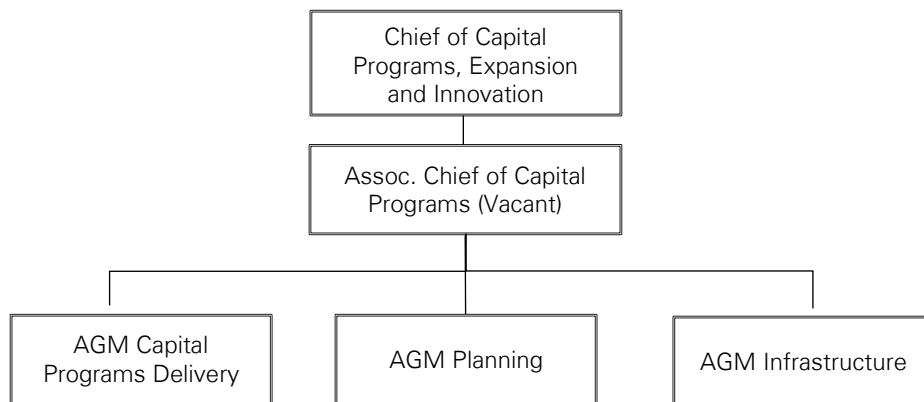 Chief of Capital
Programs, Expansion
and Innovation
Assoc. Chief of Capital
Programs (Vacant)
AGM Capital
Programs Delivery
AGM Planning
AGM Infrastructure